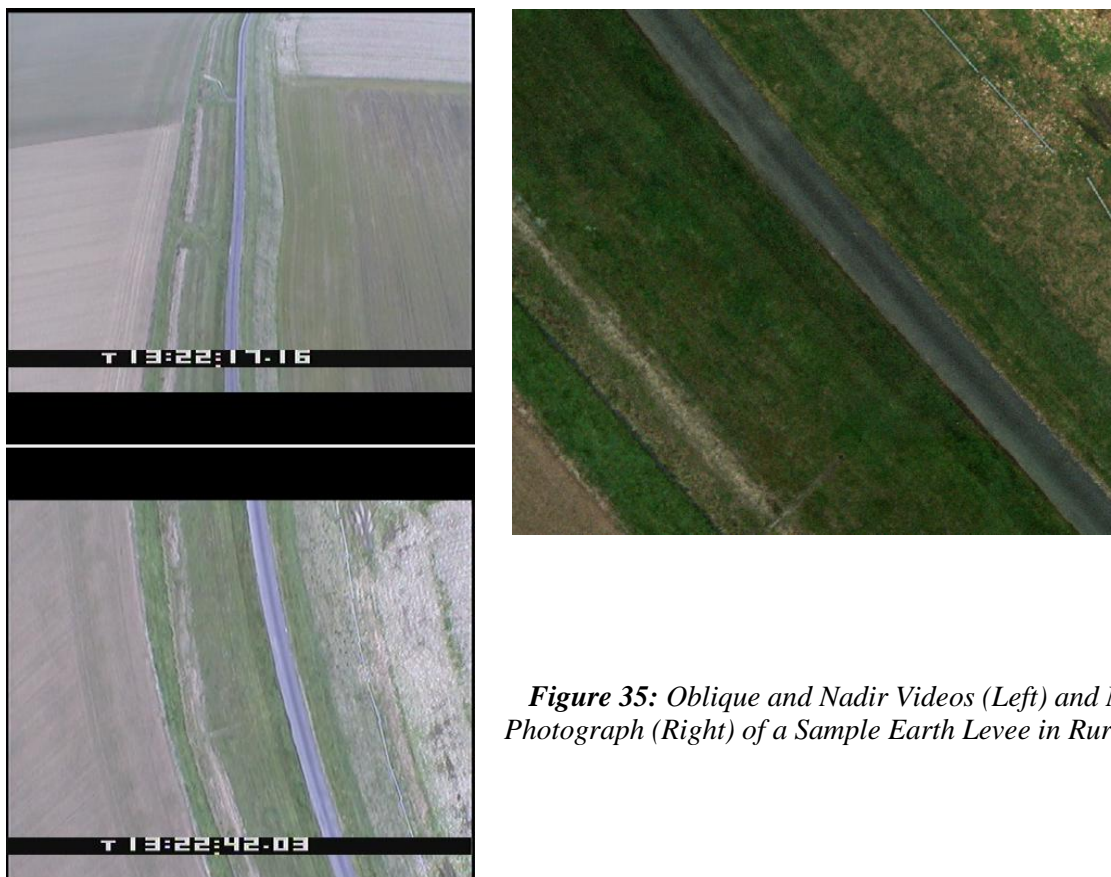 T 13:22:17.16
T 13:22:42.03
Figure 35: Oblique and Nadir Videos (Left) and
Photograph (Right) of a Sample Earth Levee in